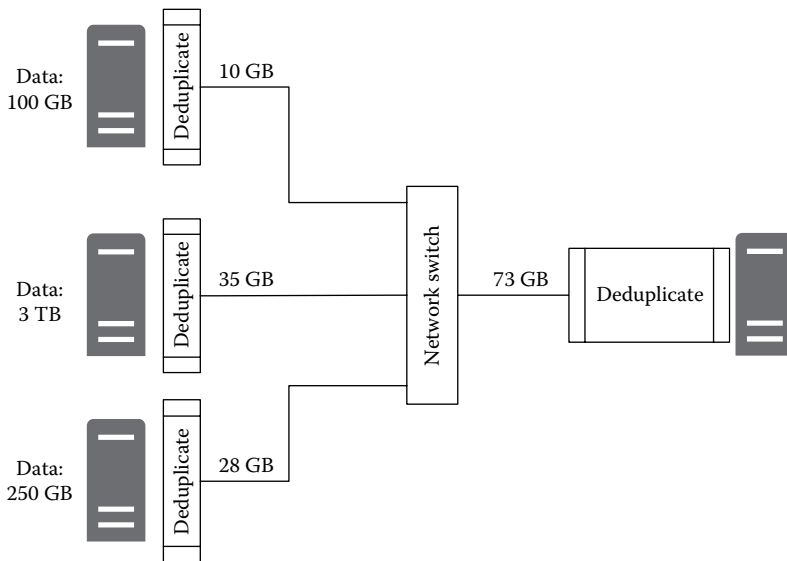 Data:
100 GB
Deduplicate
10 GB
Data:
3 TB
Deduplicate
35 GB
Data:
250 GB
Deduplicate
28 GB
Network switch
73 GB
Deduplicate